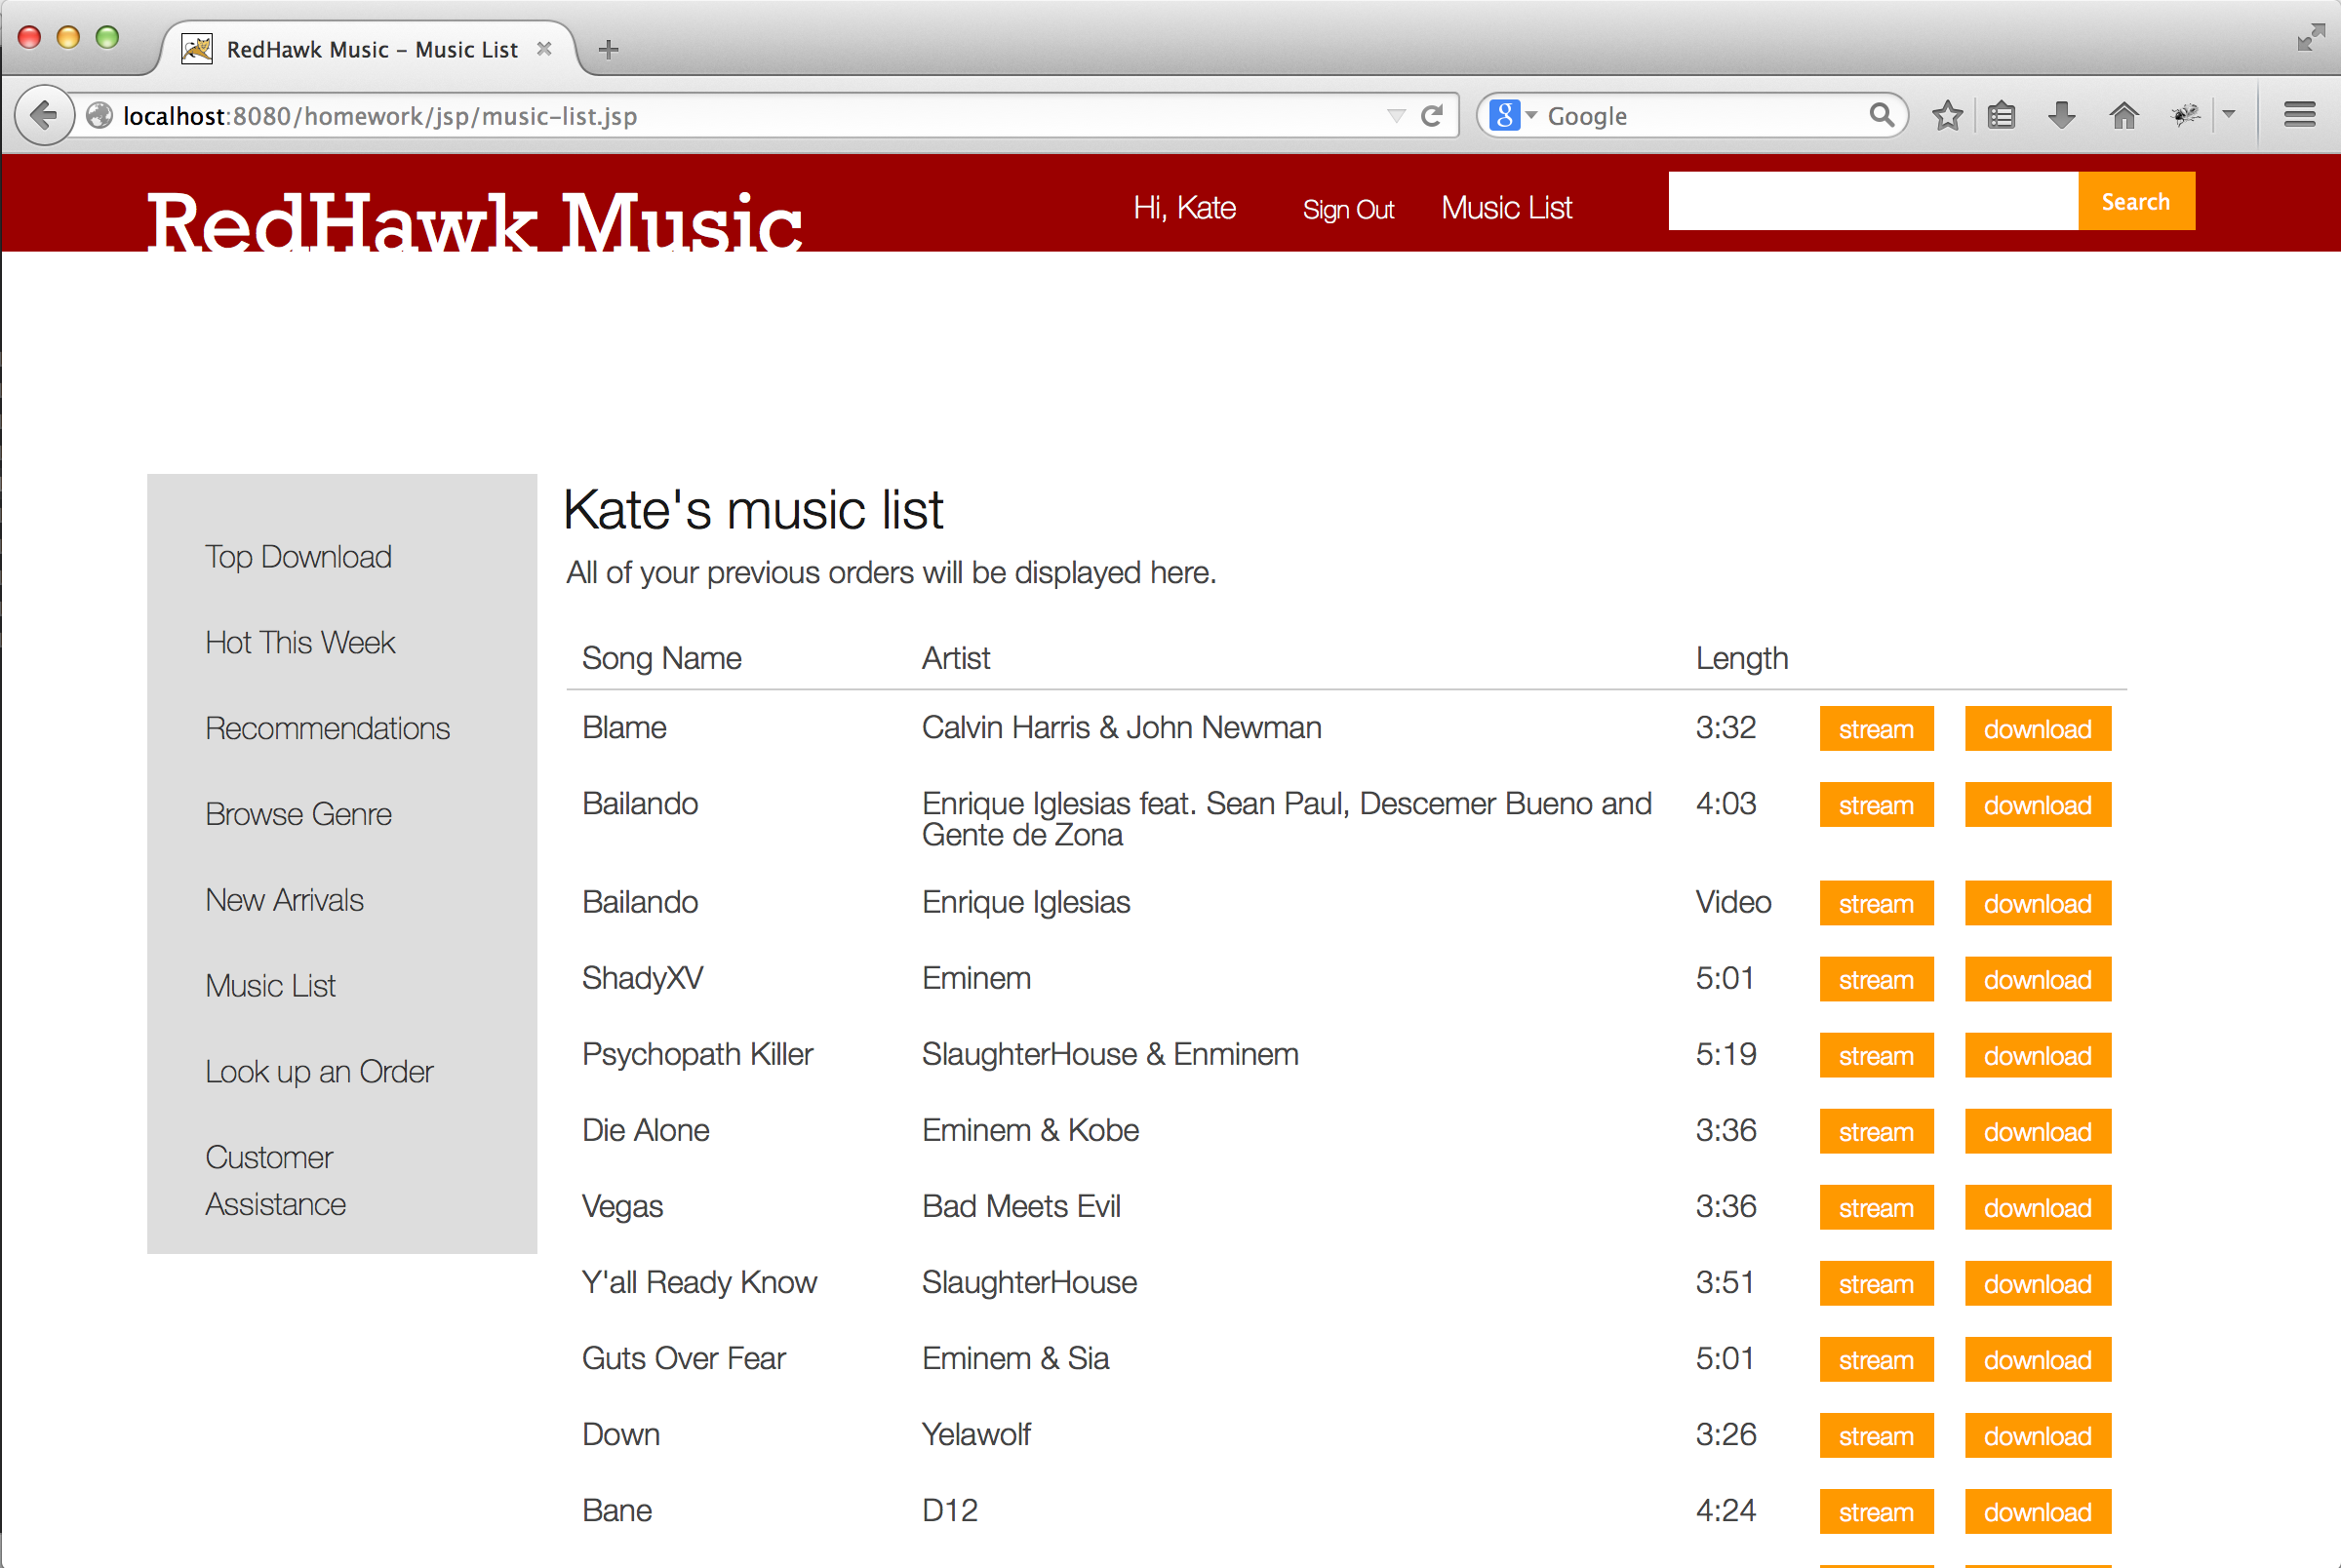 RedHawk Music - Music List
localhost:8080/homework/jsp/music-list.jsp
Google
RedHawk Music
Hi, Kate Sign Out Music List Search
Top Download
Hot This Week
Recommendations
Browse Genre
New Arrivals
Music List
Look up an Order
Customer
Assistance
Kate's music list
All of your previous orders will be displayed here.
Song Name Artist Length
Blame Calvin Harris & John Newman 3:32 stream download
Bailando Enrique Iglesias feat. Sean Paul, Descemer Bueno and 4:03 stream download
Gente de Zona
Bailando Enrique Iglesias Video stream download
ShadyXV Eminem 5:01 stream download
Psychopath Killer SlaughterHouse & Enminem 5:19 stream download
Die Alone Eminem & Kobe 3:36 stream download
Vegas Bad Meets Evil 3:36 stream download
Y'all Ready Know SlaughterHouse 3:51 stream download
Guts Over Fear Eminem & Sia 5:01 stream download
Down Yelawolf 3:26 stream download
Bane D12 4:24 stream download